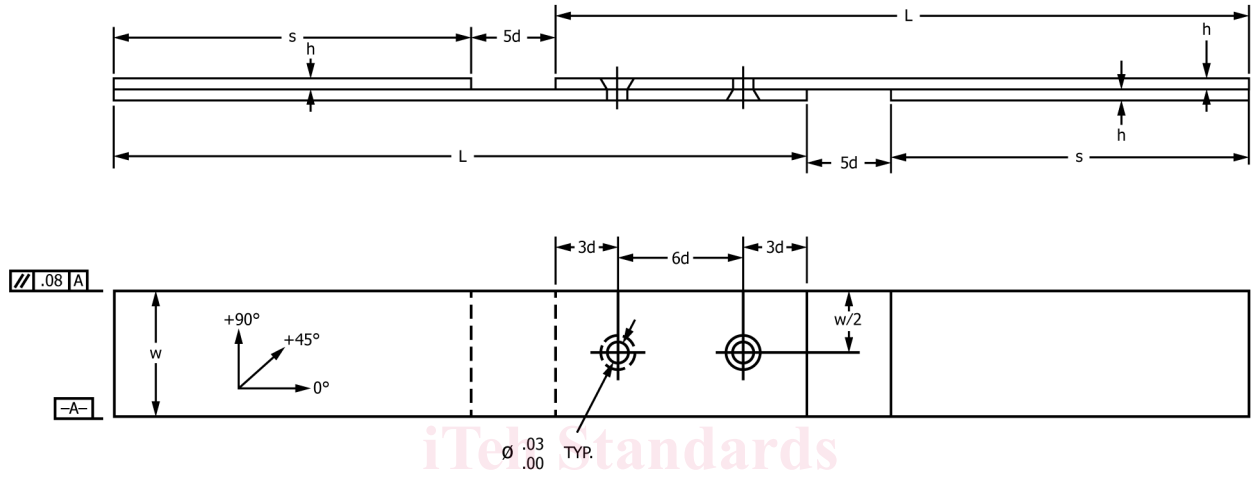 L
s
5d
h
h
h
L
5d
s
3d
6d
3d
// .08 A
w/2
+90°
+45°
w
0°
–A–
Ø .03 TYP.
.00
iTeh Standards